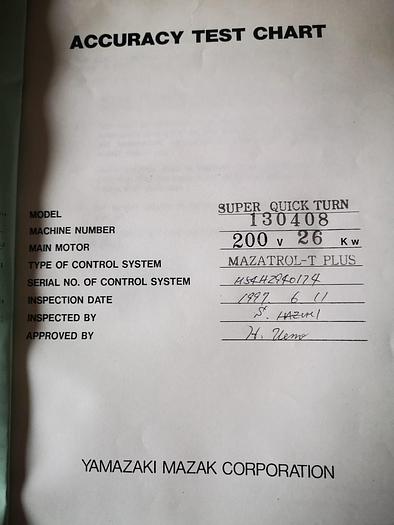 ACCURACY TEST CHART
MODEL SUPER QUICK TURN
MACHINE NUMBER 130408
MAIN MOTOR 200 V 26 Kw
TYPE OF CONTROL SYSTEM MAZATROL-T PLUS
SERIAL NO. OF CONTROL SYSTEM
INSPECTION DATE 1997 6 11
INSPECTED BY S.
APPROVED BY H. Ueno
YAMAZAKI MAZAK CORPORATION